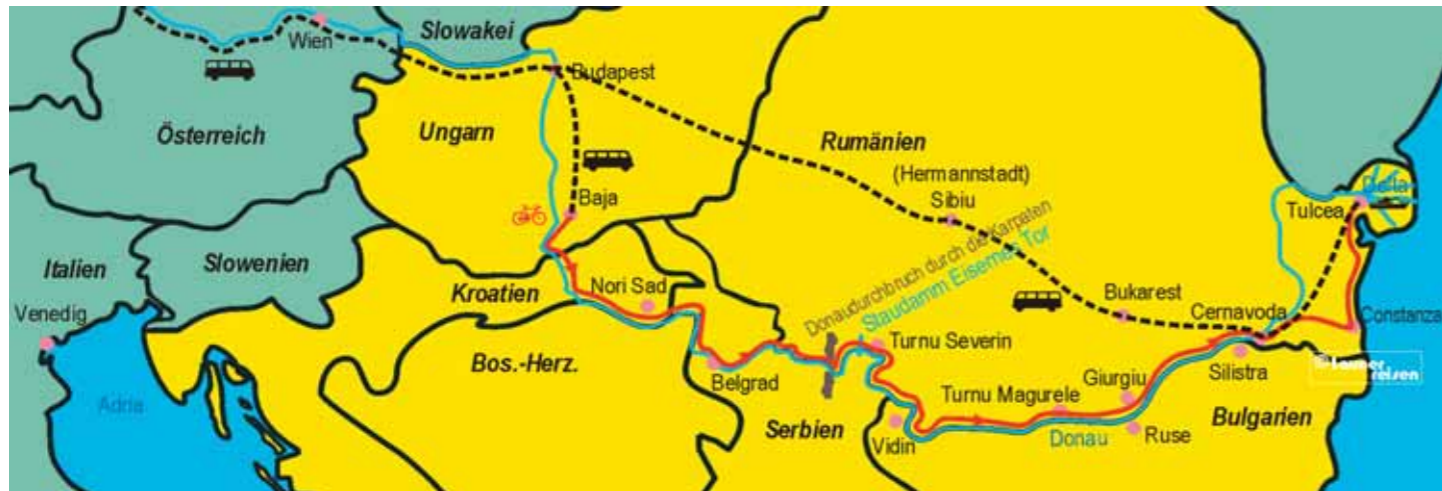 Slowakei
Wien
Budapest
Österreich
Ungarn
Rumänien
(Hermannstadt)
Sibiu
Baja
Delta
Tulcea
Donaudurchbruch durch die Karpaten
Staudamm Eisernes Tor
Italien
Slowenien
Kroatien
Nori Sad
Bukarest
Cernavoda
Constanza
Venedig
Turnu Severin
Bos.-Herz.
Belgrad
Silistra
Giurgiu
Turnu Magurele
Adria
Serbien
Vidin
Donau
Ruse
Bulgarien
reisen